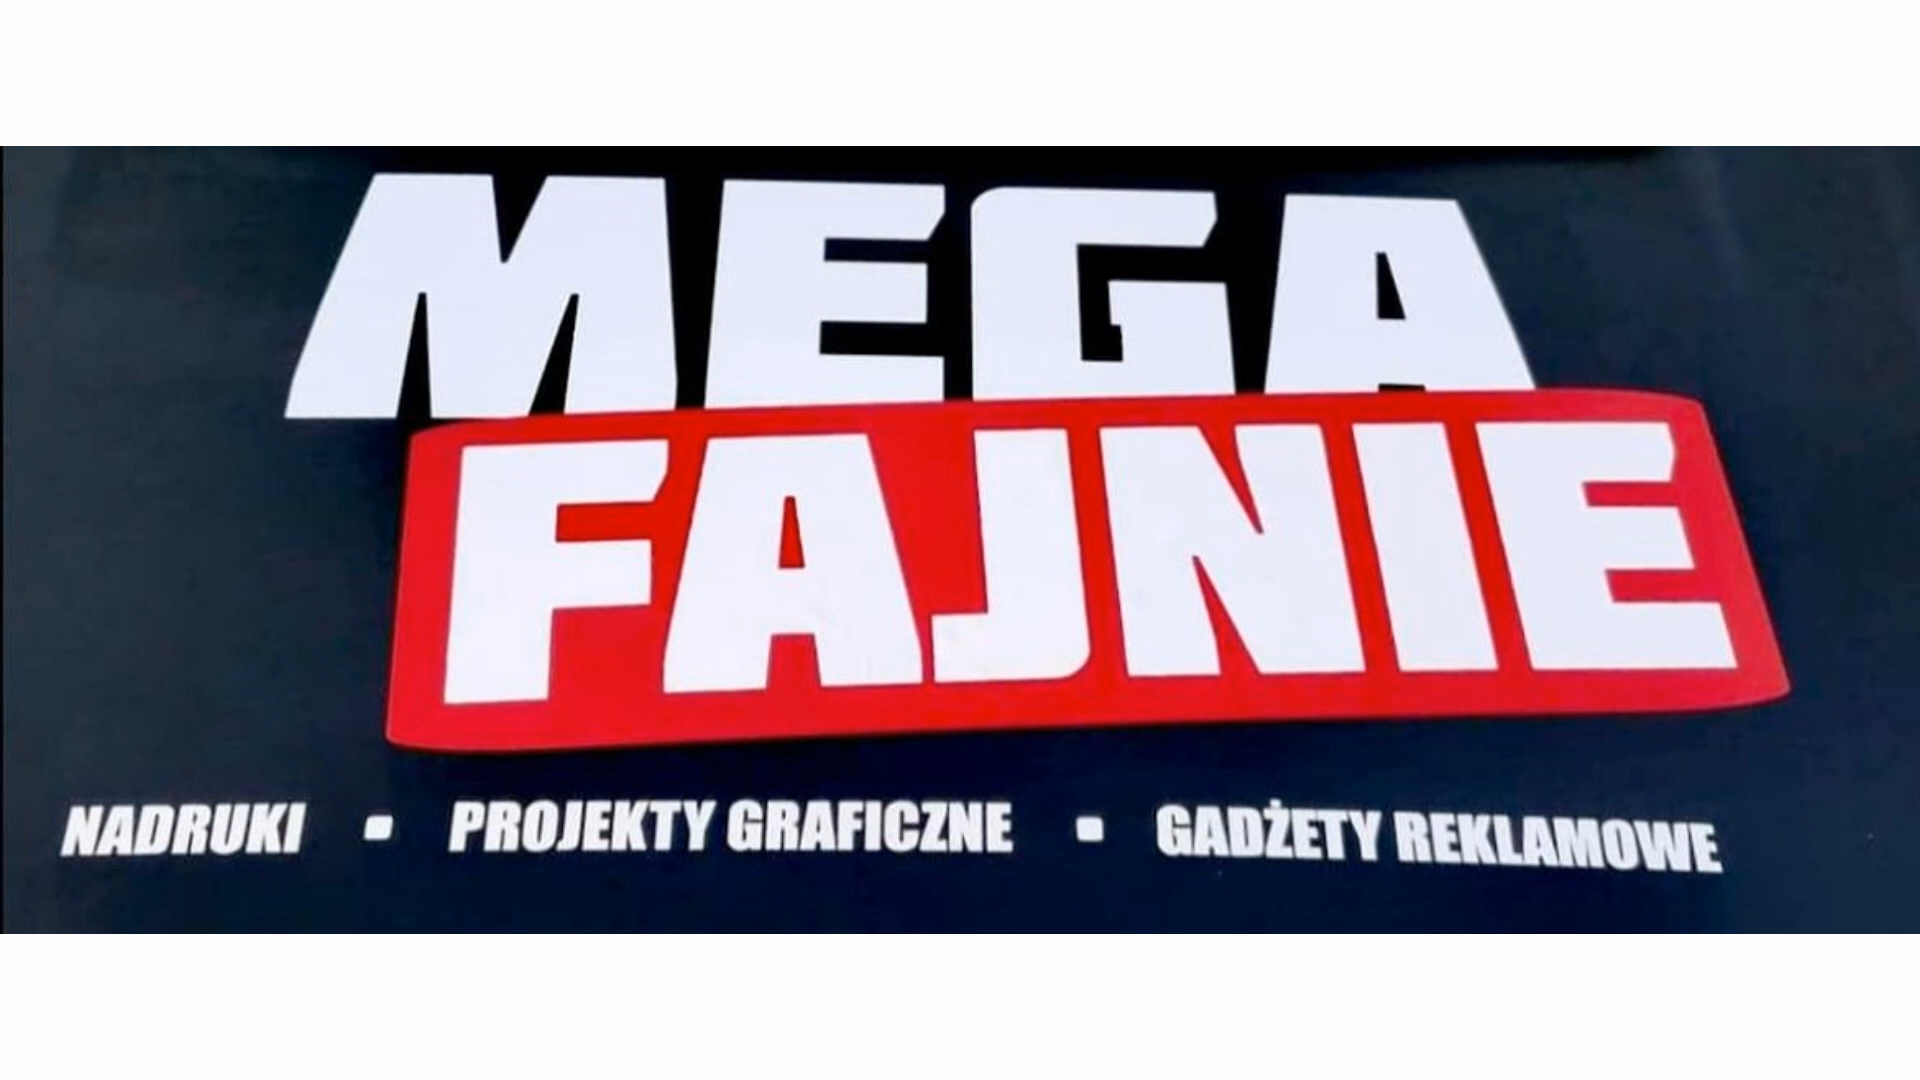 MEGA
FAJNIE
NADRUKI ▪ PROJEKTY GRAFICZNE ▪ GADŻETY REKLAMOWE